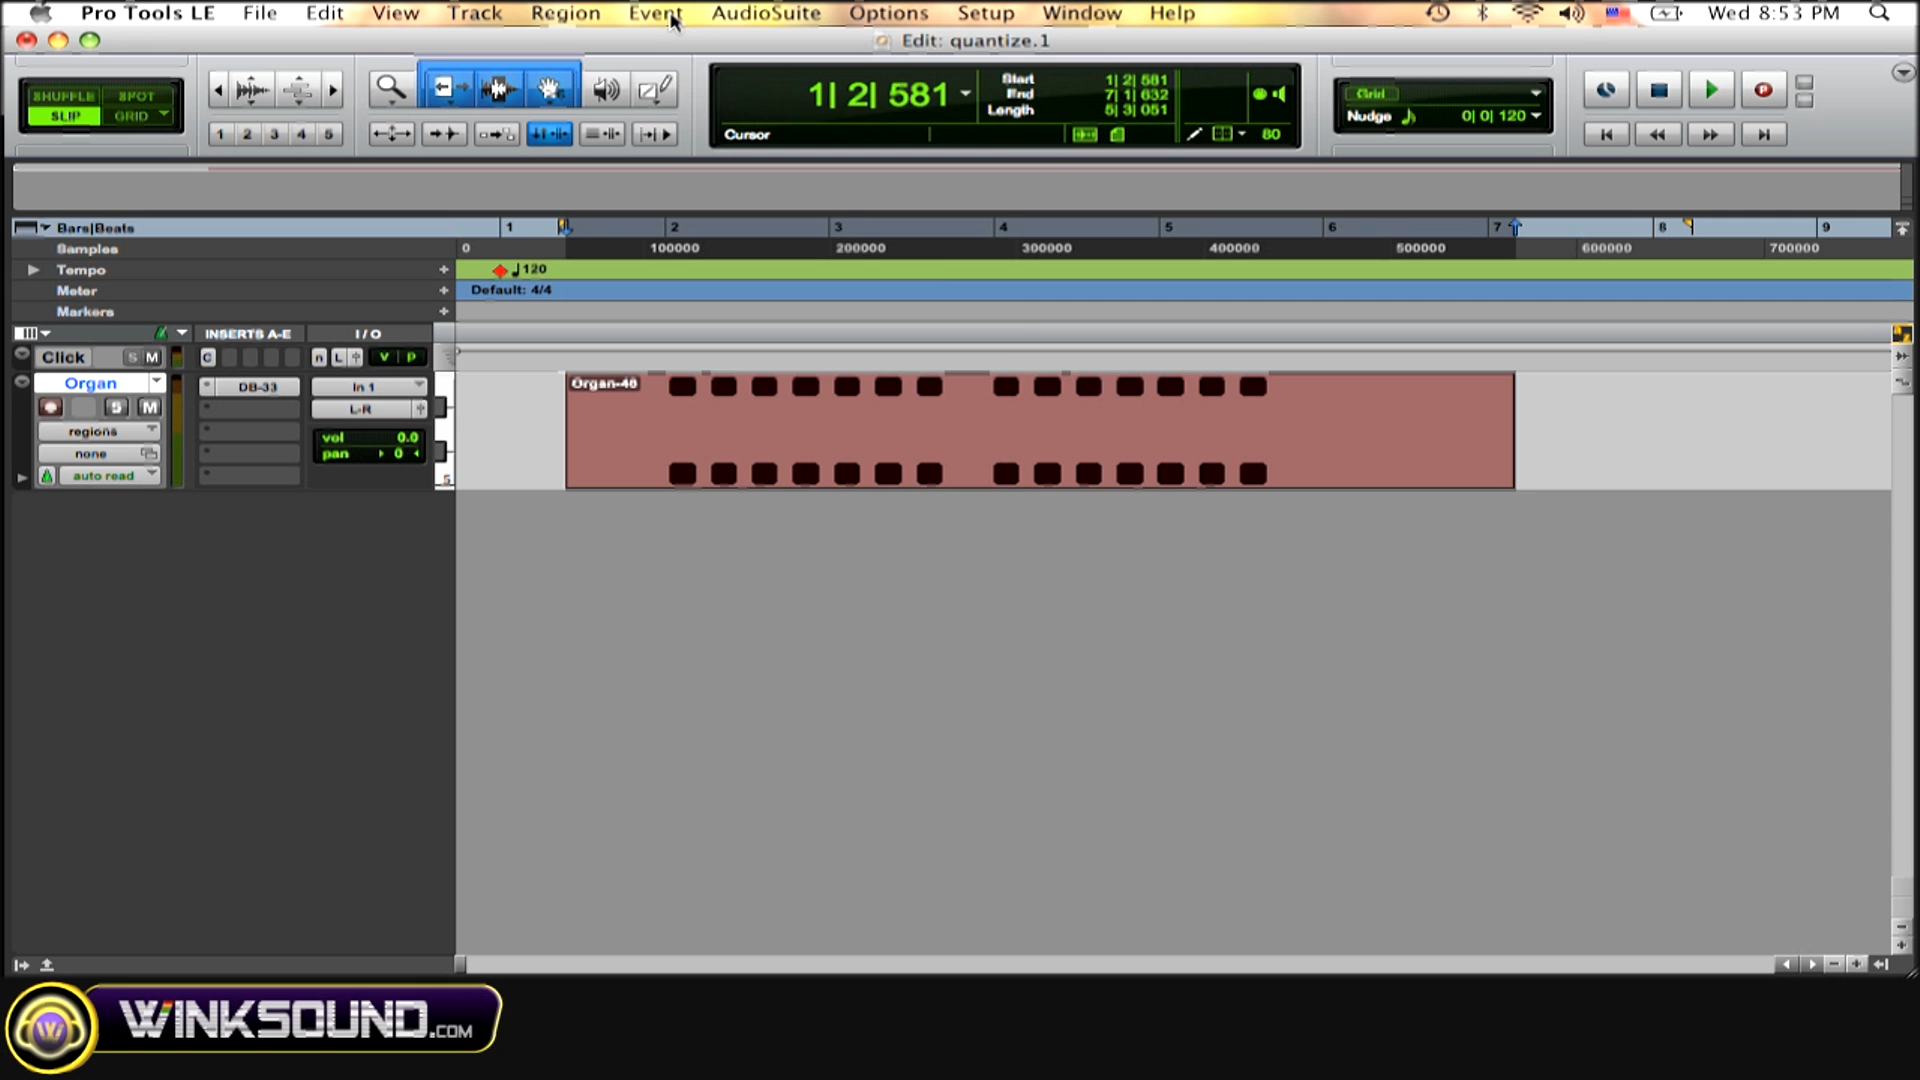 Pro Tools LE File Edit View Track Region Event AudioSuite Options Setup Window Help Wed 8:53 PM
Edit: quantize.1
SHUFFLE SPOT
SLIP GRID
1 2 3 4 5
1| 2| 581
Start 1| 2| 581
End 7| 1| 632
Length 5| 3| 051
Cursor 80
Grid
Nudge 0| 0| 120
Bars|Beats 1 2 3 4 5 6 7 8 9
Samples 0 100000 200000 300000 400000 500000 600000 700000
Tempo 120
Meter Default: 4/4
Markers
INSERTS A-E I / O
Click S M C n L V P
Organ DB-33 In 1 Organ-46
S M L-R
regions vol 0.0
none pan 0
auto read
5
WINKSOUND.COM